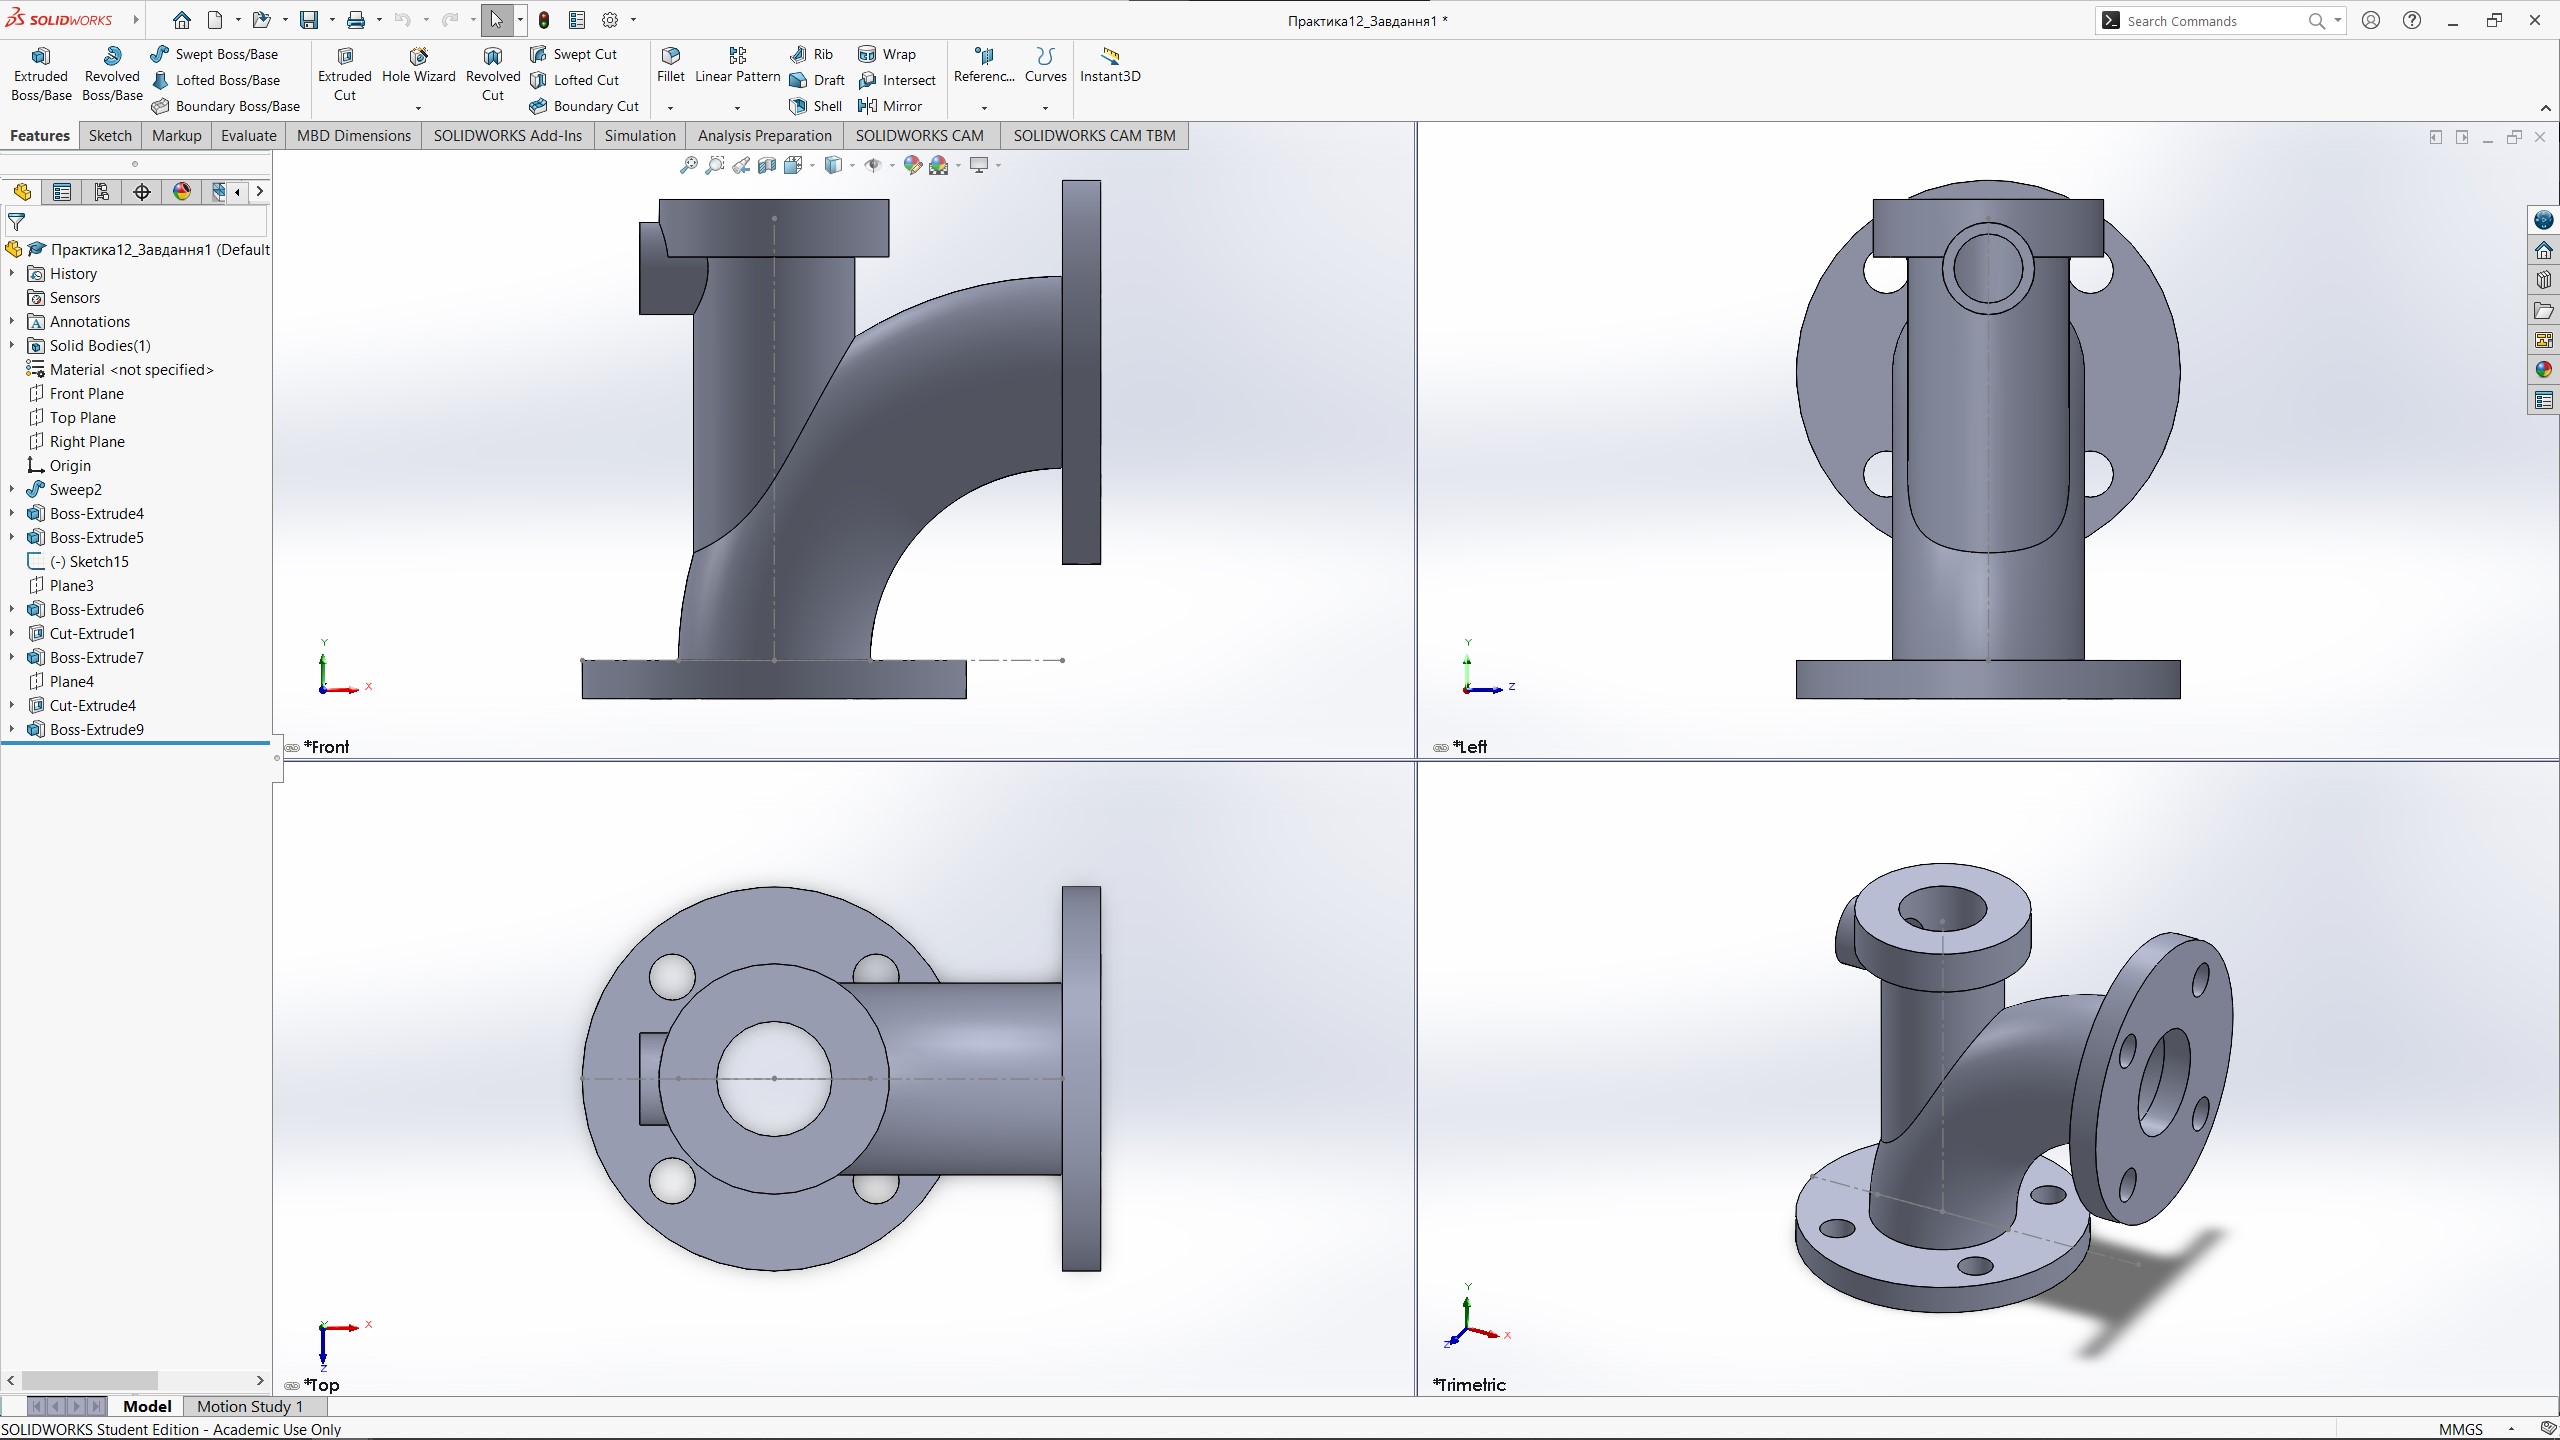 SOLIDWORKS
Практика12_Завдання1 *
Search Commands
Extruded Boss/Base
Revolved Boss/Base
Swept Boss/Base
Lofted Boss/Base
Boundary Boss/Base
Extruded Cut
Hole Wizard
Revolved Cut
Swept Cut
Lofted Cut
Boundary Cut
Fillet
Linear Pattern
Rib
Draft
Shell
Wrap
Intersect
Mirror
Referenc...
Curves
Instant3D
Features
Sketch
Markup
Evaluate
MBD Dimensions
SOLIDWORKS Add-Ins
Simulation
Analysis Preparation
SOLIDWORKS CAM
SOLIDWORKS CAM TBM
Практика12_Завдання1 (Default
History
Sensors
Annotations
Solid Bodies(1)
Material <not specified>
Front Plane
Top Plane
Right Plane
Origin
Sweep2
Boss-Extrude4
Boss-Extrude5
(-) Sketch15
Plane3
Boss-Extrude6
Cut-Extrude1
Boss-Extrude7
Plane4
Cut-Extrude4
Boss-Extrude9
Y
X
*Front
Y
Z
*Left
Y
X
Z
*Top
Y
X
Z
*Trimetric
Model
Motion Study 1
SOLIDWORKS Student Edition - Academic Use Only
MMGS